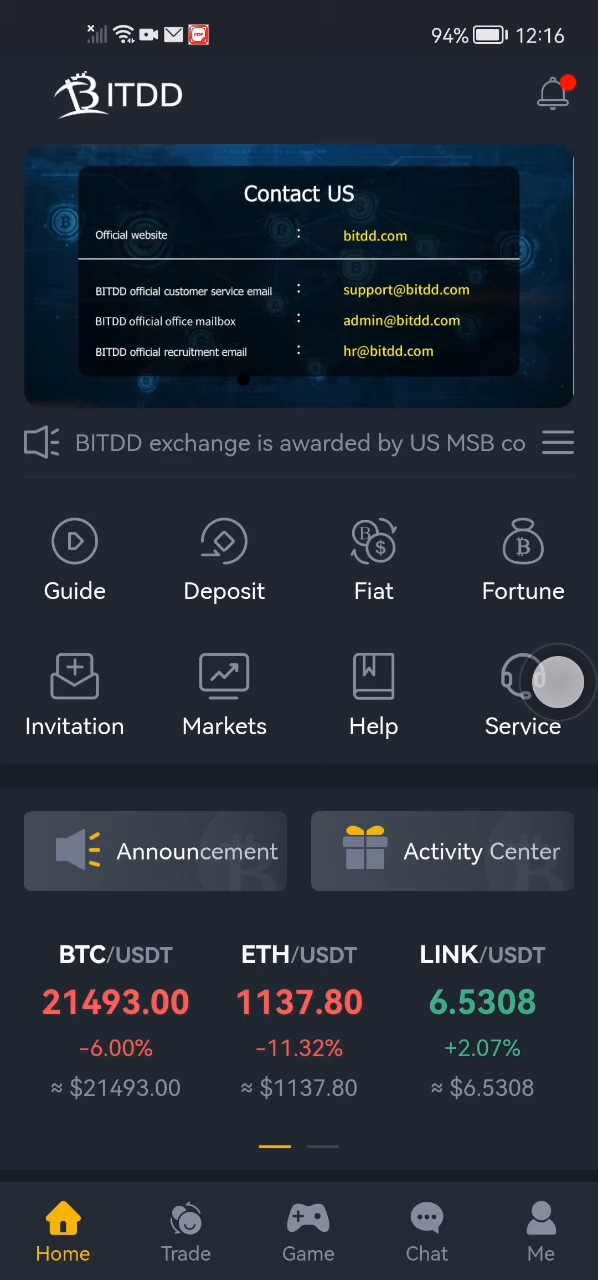 94% 12:16
BITDD
Contact US
Official website : bitdd.com
BITDD official customer service email : support@bitdd.com
BITDD official office mailbox : admin@bitdd.com
BITDD official recruitment email : hr@bitdd.com
BITDD exchange is awarded by US MSB co
Guide Deposit Fiat Fortune
Invitation Markets Help Service
Announcement Activity Center
BTC/USDT ETH/USDT LINK/USDT
21493.00 1137.80 6.5308
-6.00% -11.32% +2.07%
≈ $21493.00 ≈ $1137.80 ≈ $6.5308
Home Trade Game Chat Me